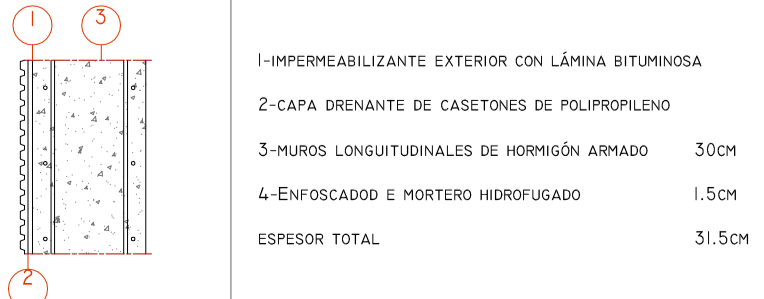 1
3
1-IMPERMEABILIZANTE EXTERIOR CON LÁMINA BITUMINOSA
2-CAPA DRENANTE DE CASETONES DE POLIPROPILENO
3-MUROS LONGUITUDINALES DE HORMIGÓN ARMADO 30CM
4-ENFOSCADOD E MORTERO HIDROFUGADO 1.5CM
ESPESOR TOTAL 31.5CM
2